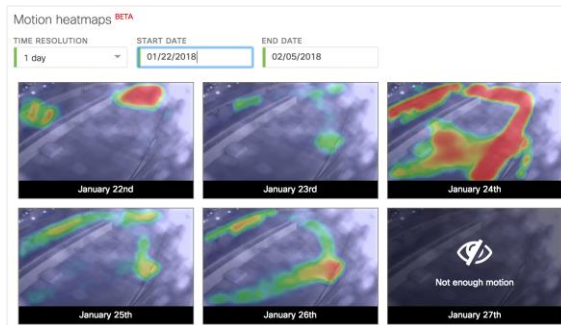 Motion heatmaps BETA
TIME RESOLUTION START DATE END DATE
1 day 01/22/2018 02/05/2018
January 22nd January 23rd January 24th
Not enough motion
January 25th January 26th January 27th